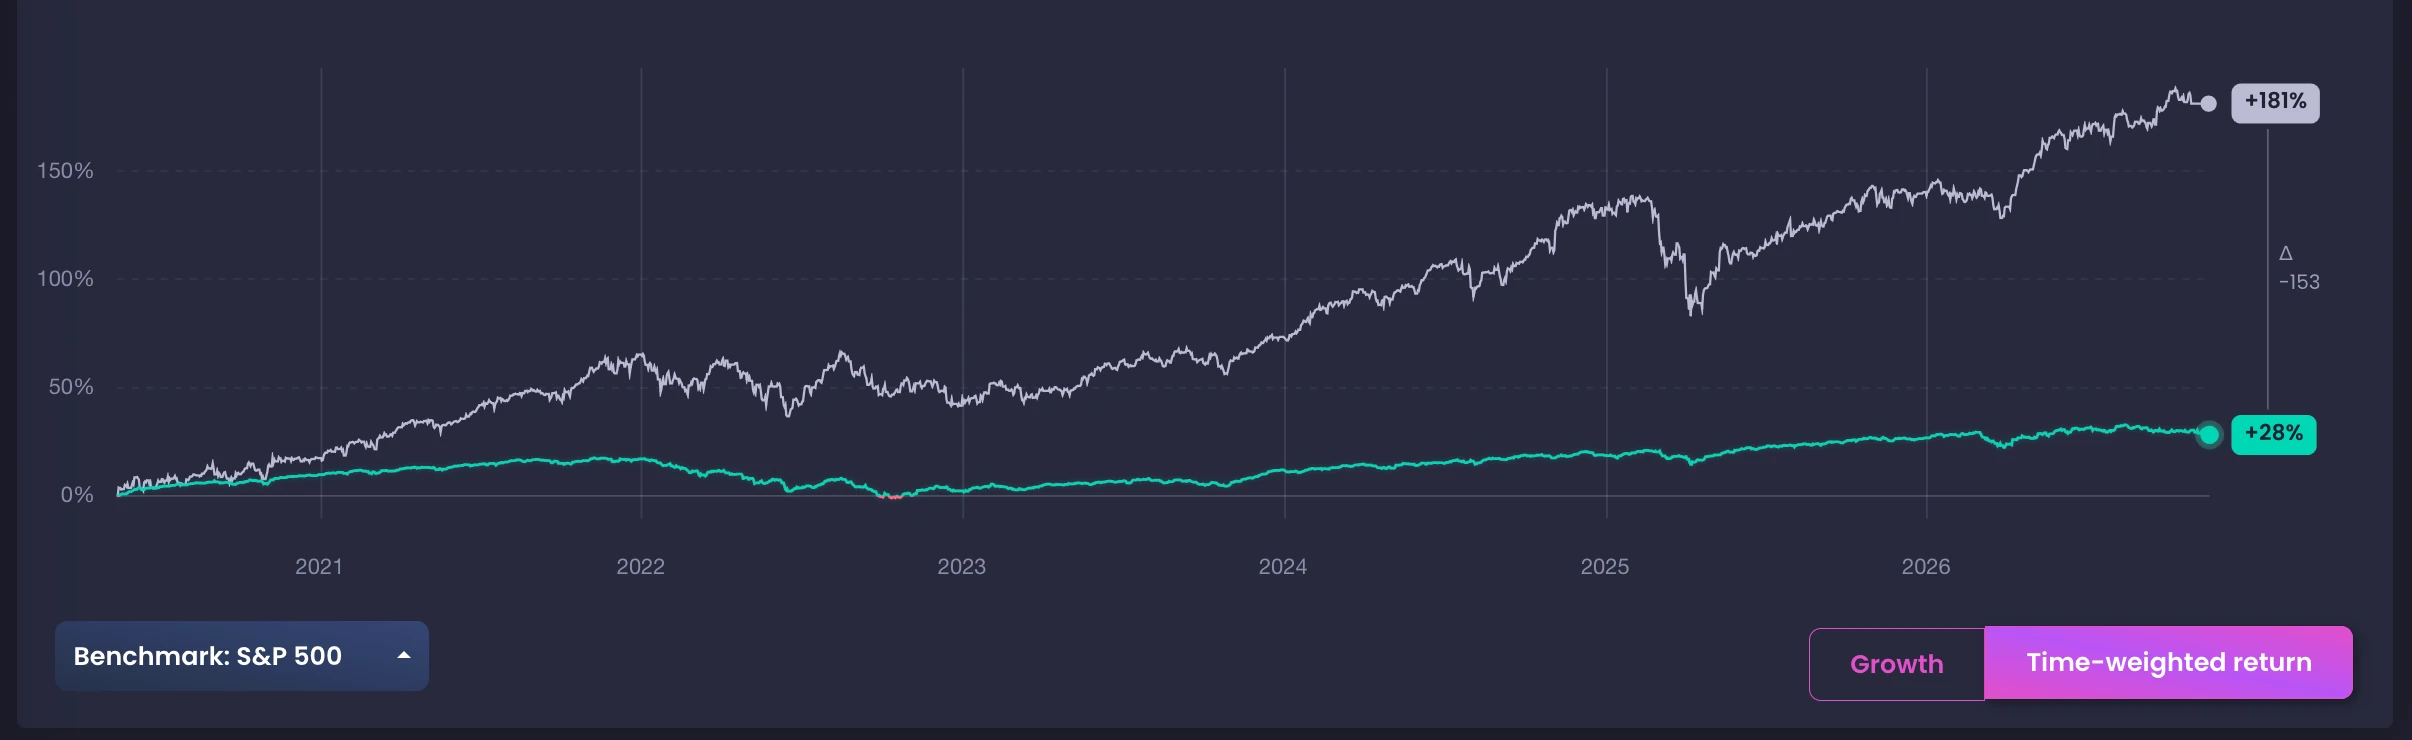 +181%
150%
100%
Δ
-153
50%
+28%
0%
2021 2022 2023 2024 2025 2026
Benchmark: S&P 500
Growth
Time-weighted return